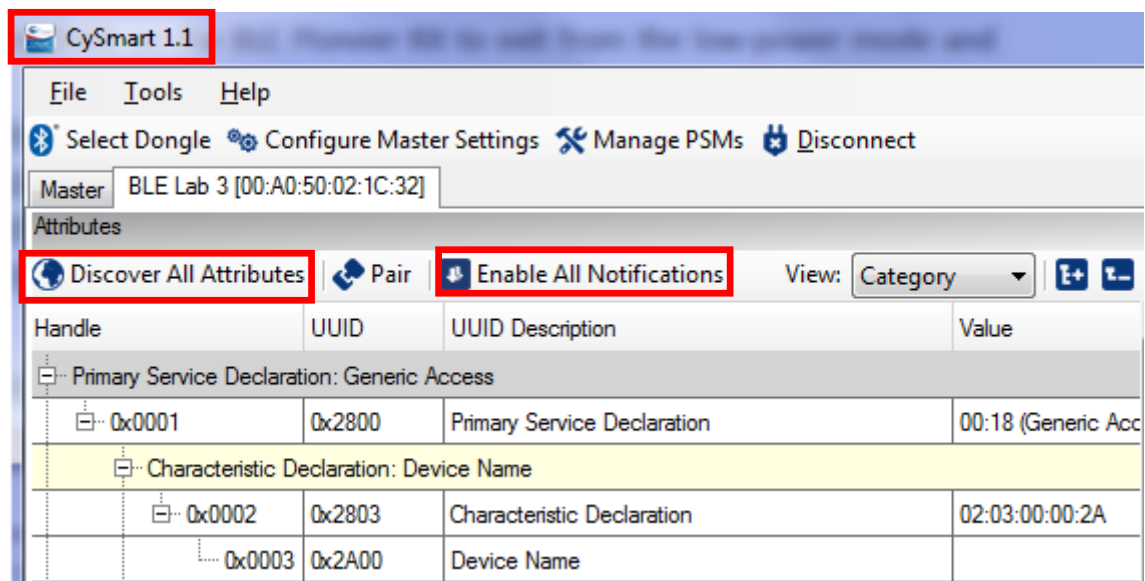 CySmart 1.1
File Tools Help
Select Dongle Configure Master Settings Manage PSMs Disconnect
Master BLE Lab 3 [00:A0:50:02:1C:32]
Attributes
Discover All Attributes Pair Enable All Notifications View: Category
Handle UUID UUID Description Value
Primary Service Declaration: Generic Access
0x0001 0x2800 Primary Service Declaration 00:18 (Generic Acc
Characteristic Declaration: Device Name
0x0002 0x2803 Characteristic Declaration 02:03:00:00:2A
0x0003 0x2A00 Device Name